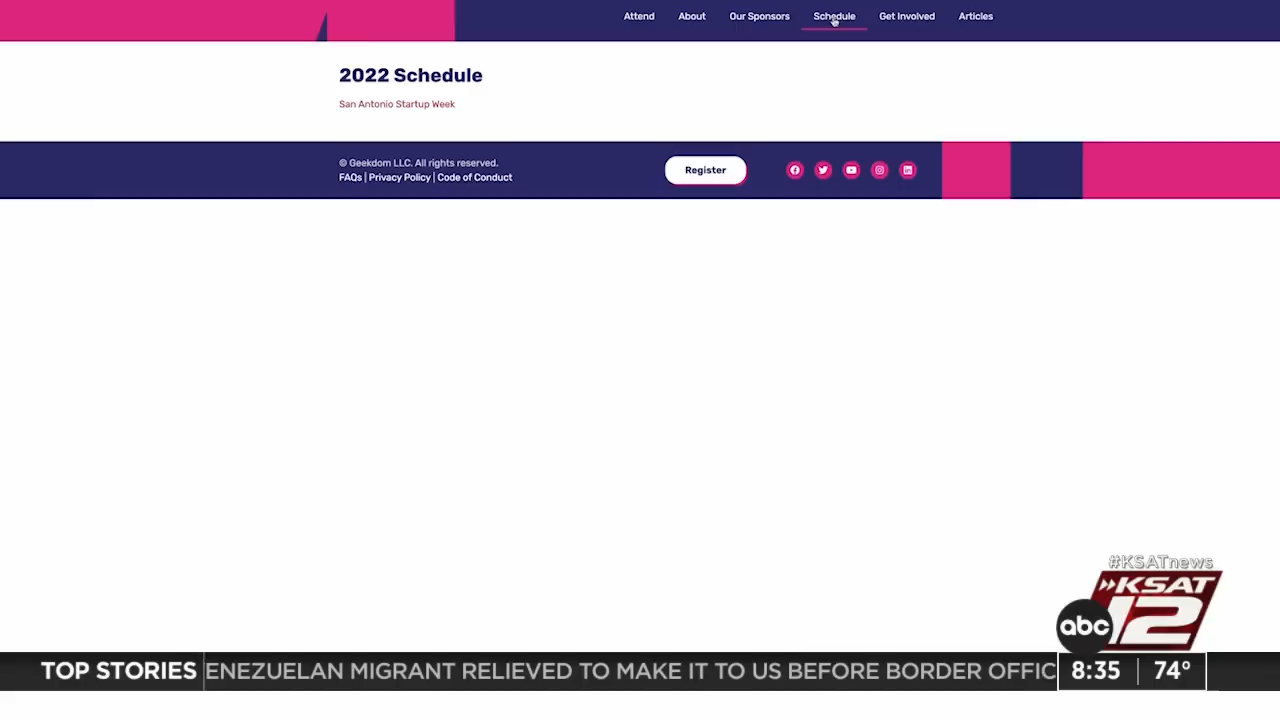 Attend About Our Sponsors Schedule Get Involved Articles
2022 Schedule
San Antonio Startup Week
© Geekdom LLC. All rights reserved.
FAQs | Privacy Policy | Code of Conduct
Register
#KSATnews
KSAT
abc 12
TOP STORIES ENEZUELAN MIGRANT RELIEVED TO MAKE IT TO US BEFORE BORDER OFFIC 8:35 74°